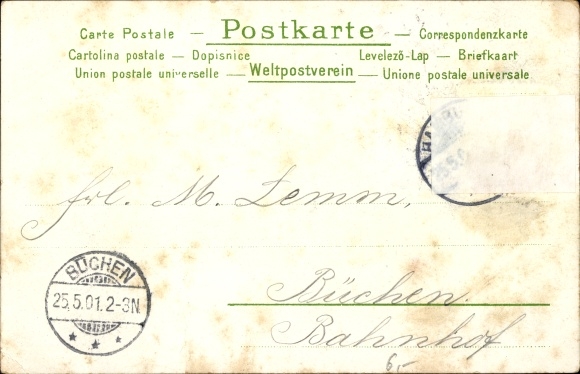 Carte Postale — Postkarte — Correspondenzkarte
Cartolina postale — Dopisnice Levelező-Lap — Briefkaart
Union postale universelle — Weltpostverein — Unione postale universale
Frl. M. Lemm,
BÜCHEN
25.5.01.2-3N.
Büchen.
Bahnhof
6,-